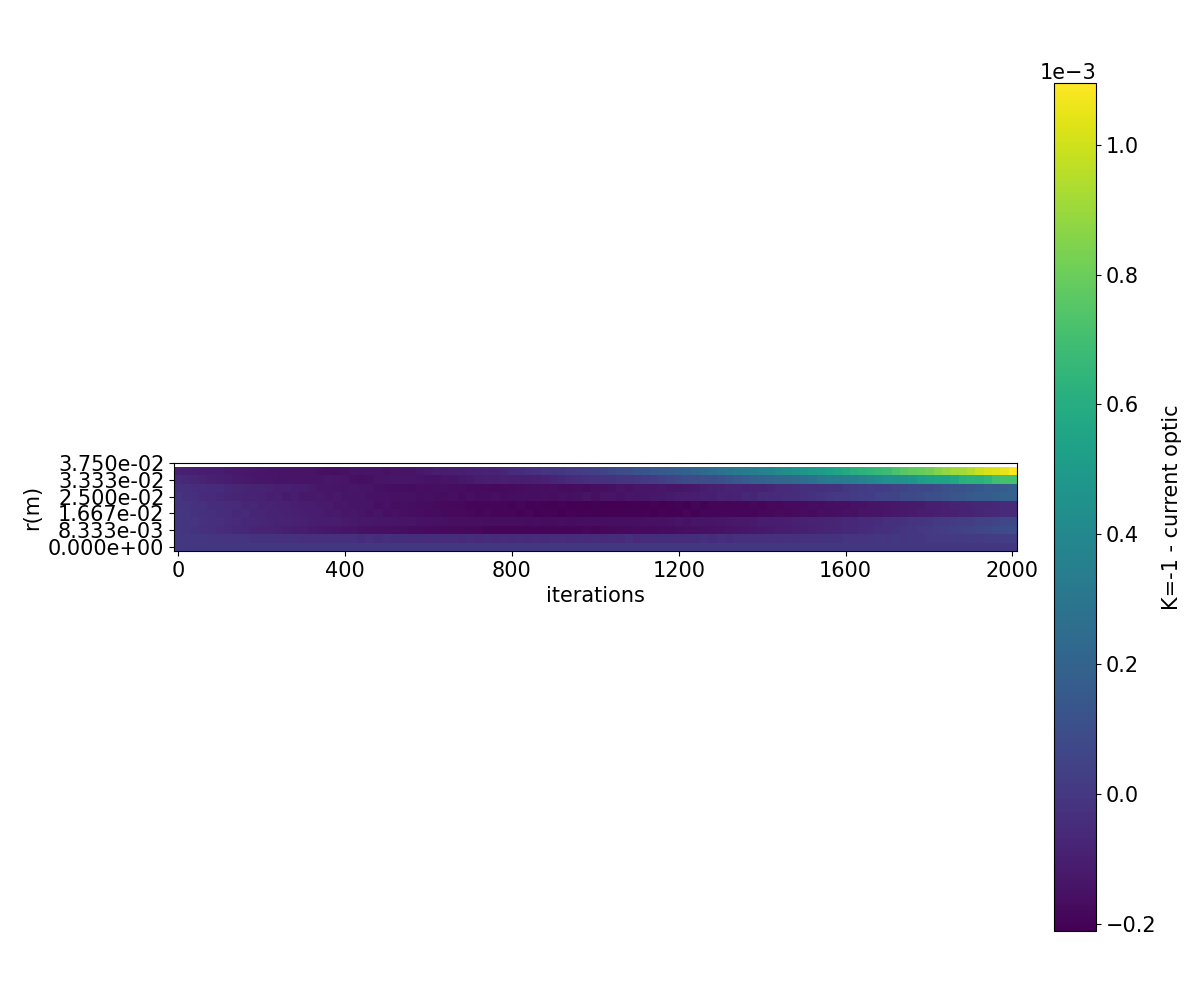 1e−3
1.0
0.8
0.6
0.4
0.2
0.0
−0.2
K=-1 - current optic
3.750e-02
3.333e-02
2.500e-02
1.667e-02
8.333e-03
0.000e+00
r(m)
0 400 800 1200 1600 2000
iterations